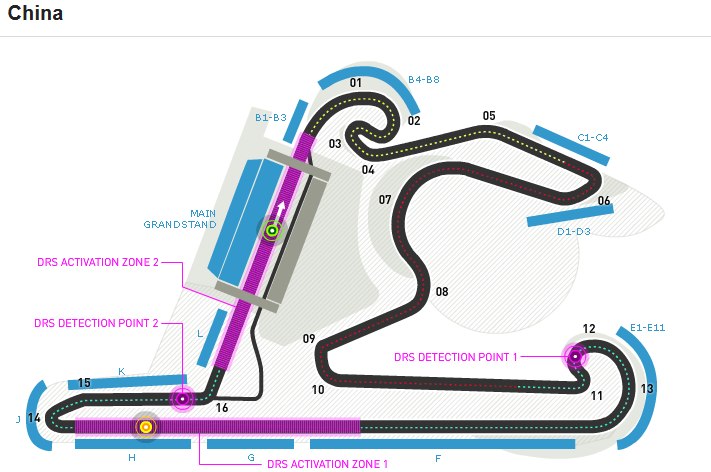 China
01
B4-B8
02
B1-B3
03
04
05
C1-C4
06
D1-D3
07
MAIN
GRANDSTAND
DRS ACTIVATION ZONE 2
08
DRS DETECTION POINT 2
L
09
DRS DETECTION POINT 1
12
E1-E11
K
15
10
11
13
J
14
16
H
G
F
DRS ACTIVATION ZONE 1